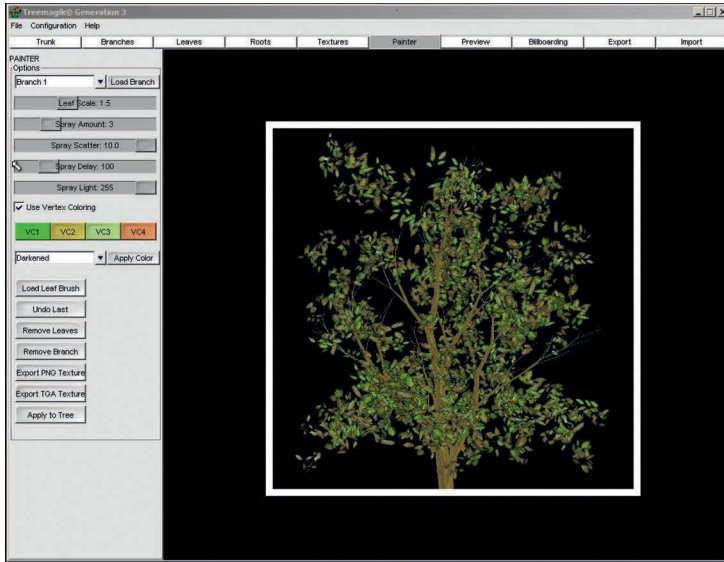 Treemagik© Generation 3
File Configuration Help
Trunk Branches Leaves Roots Textures Painter Preview Billboarding Export Import
PAINTER
Options
Branch 1 Load Branch
Leaf Scale: 1.5
Spray Amount: 3
Spray Scatter: 10.0
Spray Delay: 100
Spray Light: 255
Use Vertex Coloring
VC1 VC2 VC3 VC4
Darkened Apply Color
Load Leaf Brush
Undo Last
Remove Leaves
Remove Branch
Export PNG Texture
Export TGA Texture
Apply to Tree